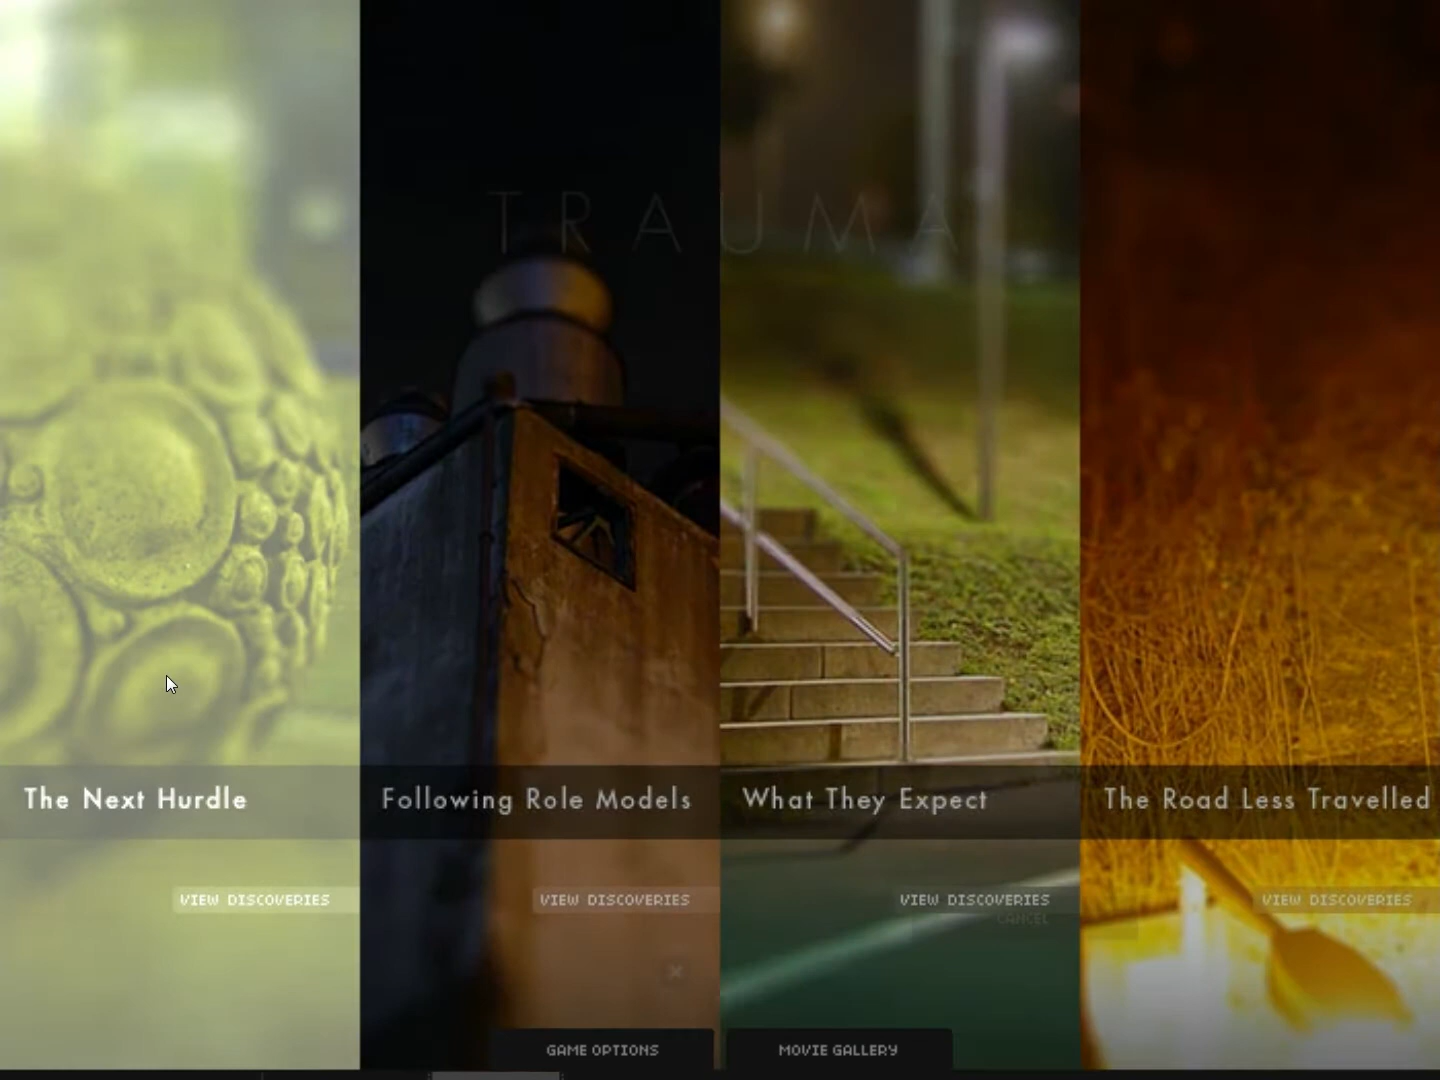 TRAUMA
The Next Hurdle
Following Role Models
What They Expect
The Road Less Travelled
VIEW DISCOVERIES
VIEW DISCOVERIES
VIEW DISCOVERIES
VIEW DISCOVERIES
CANCEL
GAME OPTIONS
MOVIE GALLERY